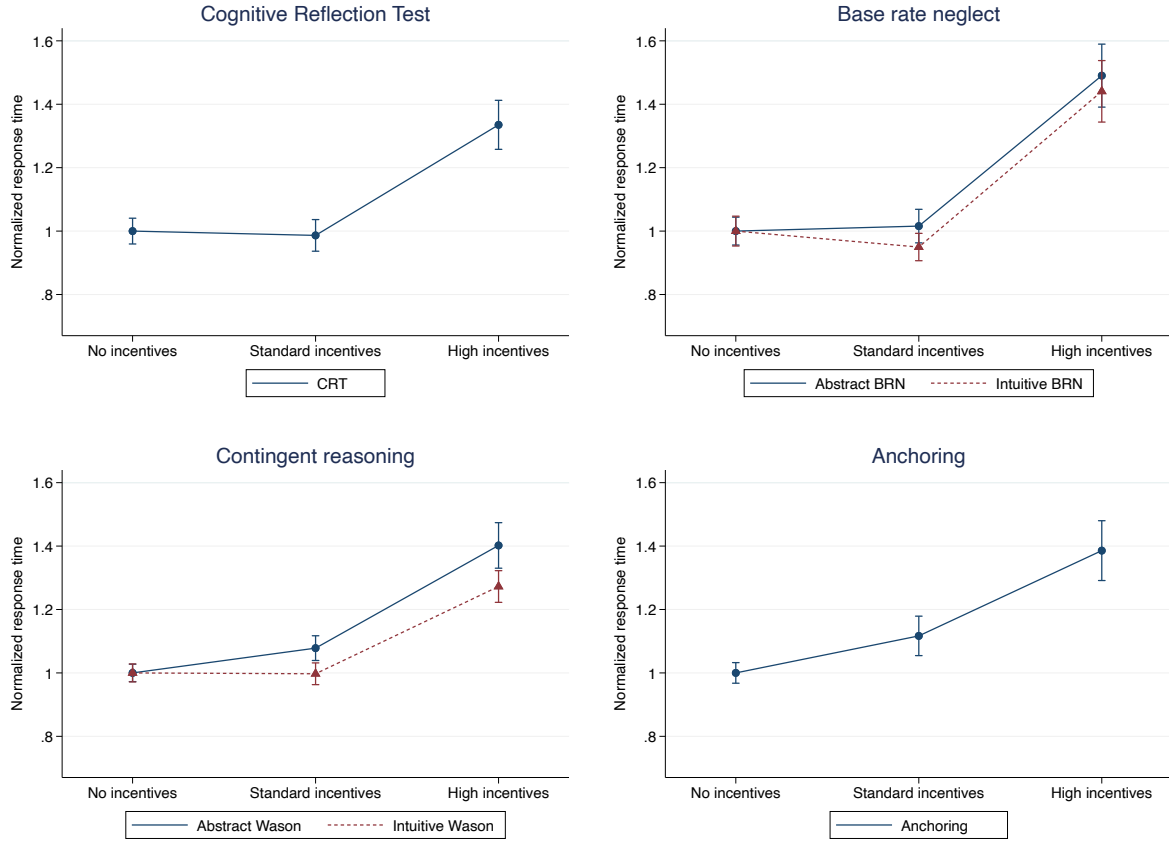 Cognitive Reflection Test
Normalized response time
1.6
1.4
1.2
1
.8
No incentives Standard incentives High incentives
CRT
Base rate neglect
Normalized response time
1.6
1.4
1.2
1
.8
No incentives Standard incentives High incentives
Abstract BRN Intuitive BRN
Contingent reasoning
Normalized response time
1.6
1.4
1.2
1
.8
No incentives Standard incentives High incentives
Abstract Wason Intuitive Wason
Anchoring
Normalized response time
1.6
1.4
1.2
1
.8
No incentives Standard incentives High incentives
Anchoring